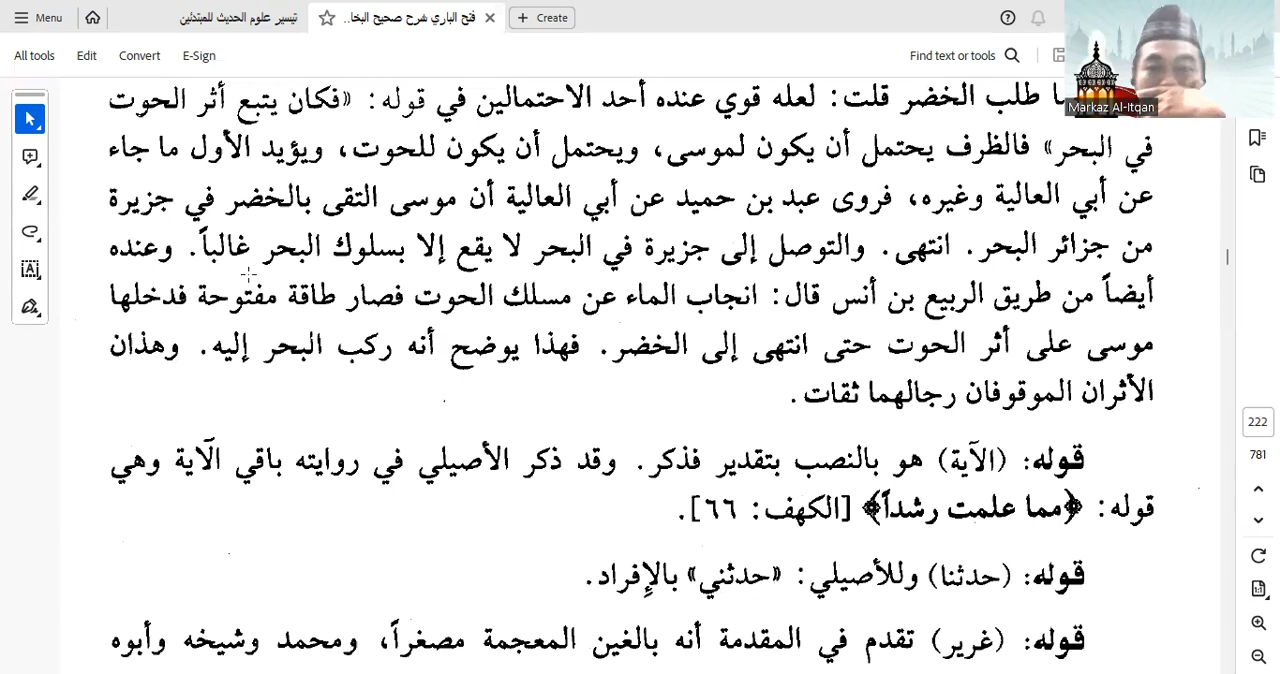 Menu
تيسير علوم الحديث للمبتدئين
فتح الباري شرح صحيح البخا..
Create
All tools Edit Convert E-Sign
Find text or tools
Markaz Al-Itqan
طلب الخضر قلت: لعله قوي عنده أحد الاحتمالين في قوله: «فكان يتبع أثر الحوت
في البحر» فالظرف يحتمل أن يكون لموسى، ويحتمل أن يكون للحوت، ويؤيد الأول ما جاء
عن أبي العالية وغيره، فروى عبد بن حميد عن أبي العالية أن موسى التقى بالخضر في جزيرة
من جزائر البحر. انتهى. والتوصل إلى جزيرة في البحر لا يقع إلا بسلوك البحر غالباً. وعنده
أيضاً من طريق الربيع بن أنس قال: انجاب الماء عن مسلك الحوت فصار طاقة مفتوحة فدخلها
موسى على أثر الحوت حتى انتهى إلى الخضر. فهذا يوضح أنه ركب البحر إليه. وهذان
الأثران الموقوفان رجالهما ثقات.
قوله: (الآية) هو بالنصب بتقدير فذكر. وقد ذكر الأصيلي في روايته باقي الآية وهي
قوله: ﴿مما علمت رشداً﴾ [الكهف: ٦٦].
قوله: (حدثنا) وللأصيلي: «حدثني» بالإفراد.
قوله: (غرير) تقدم في المقدمة أنه بالغين المعجمة مصغراً، ومحمد وشيخه وأبوه
222
781